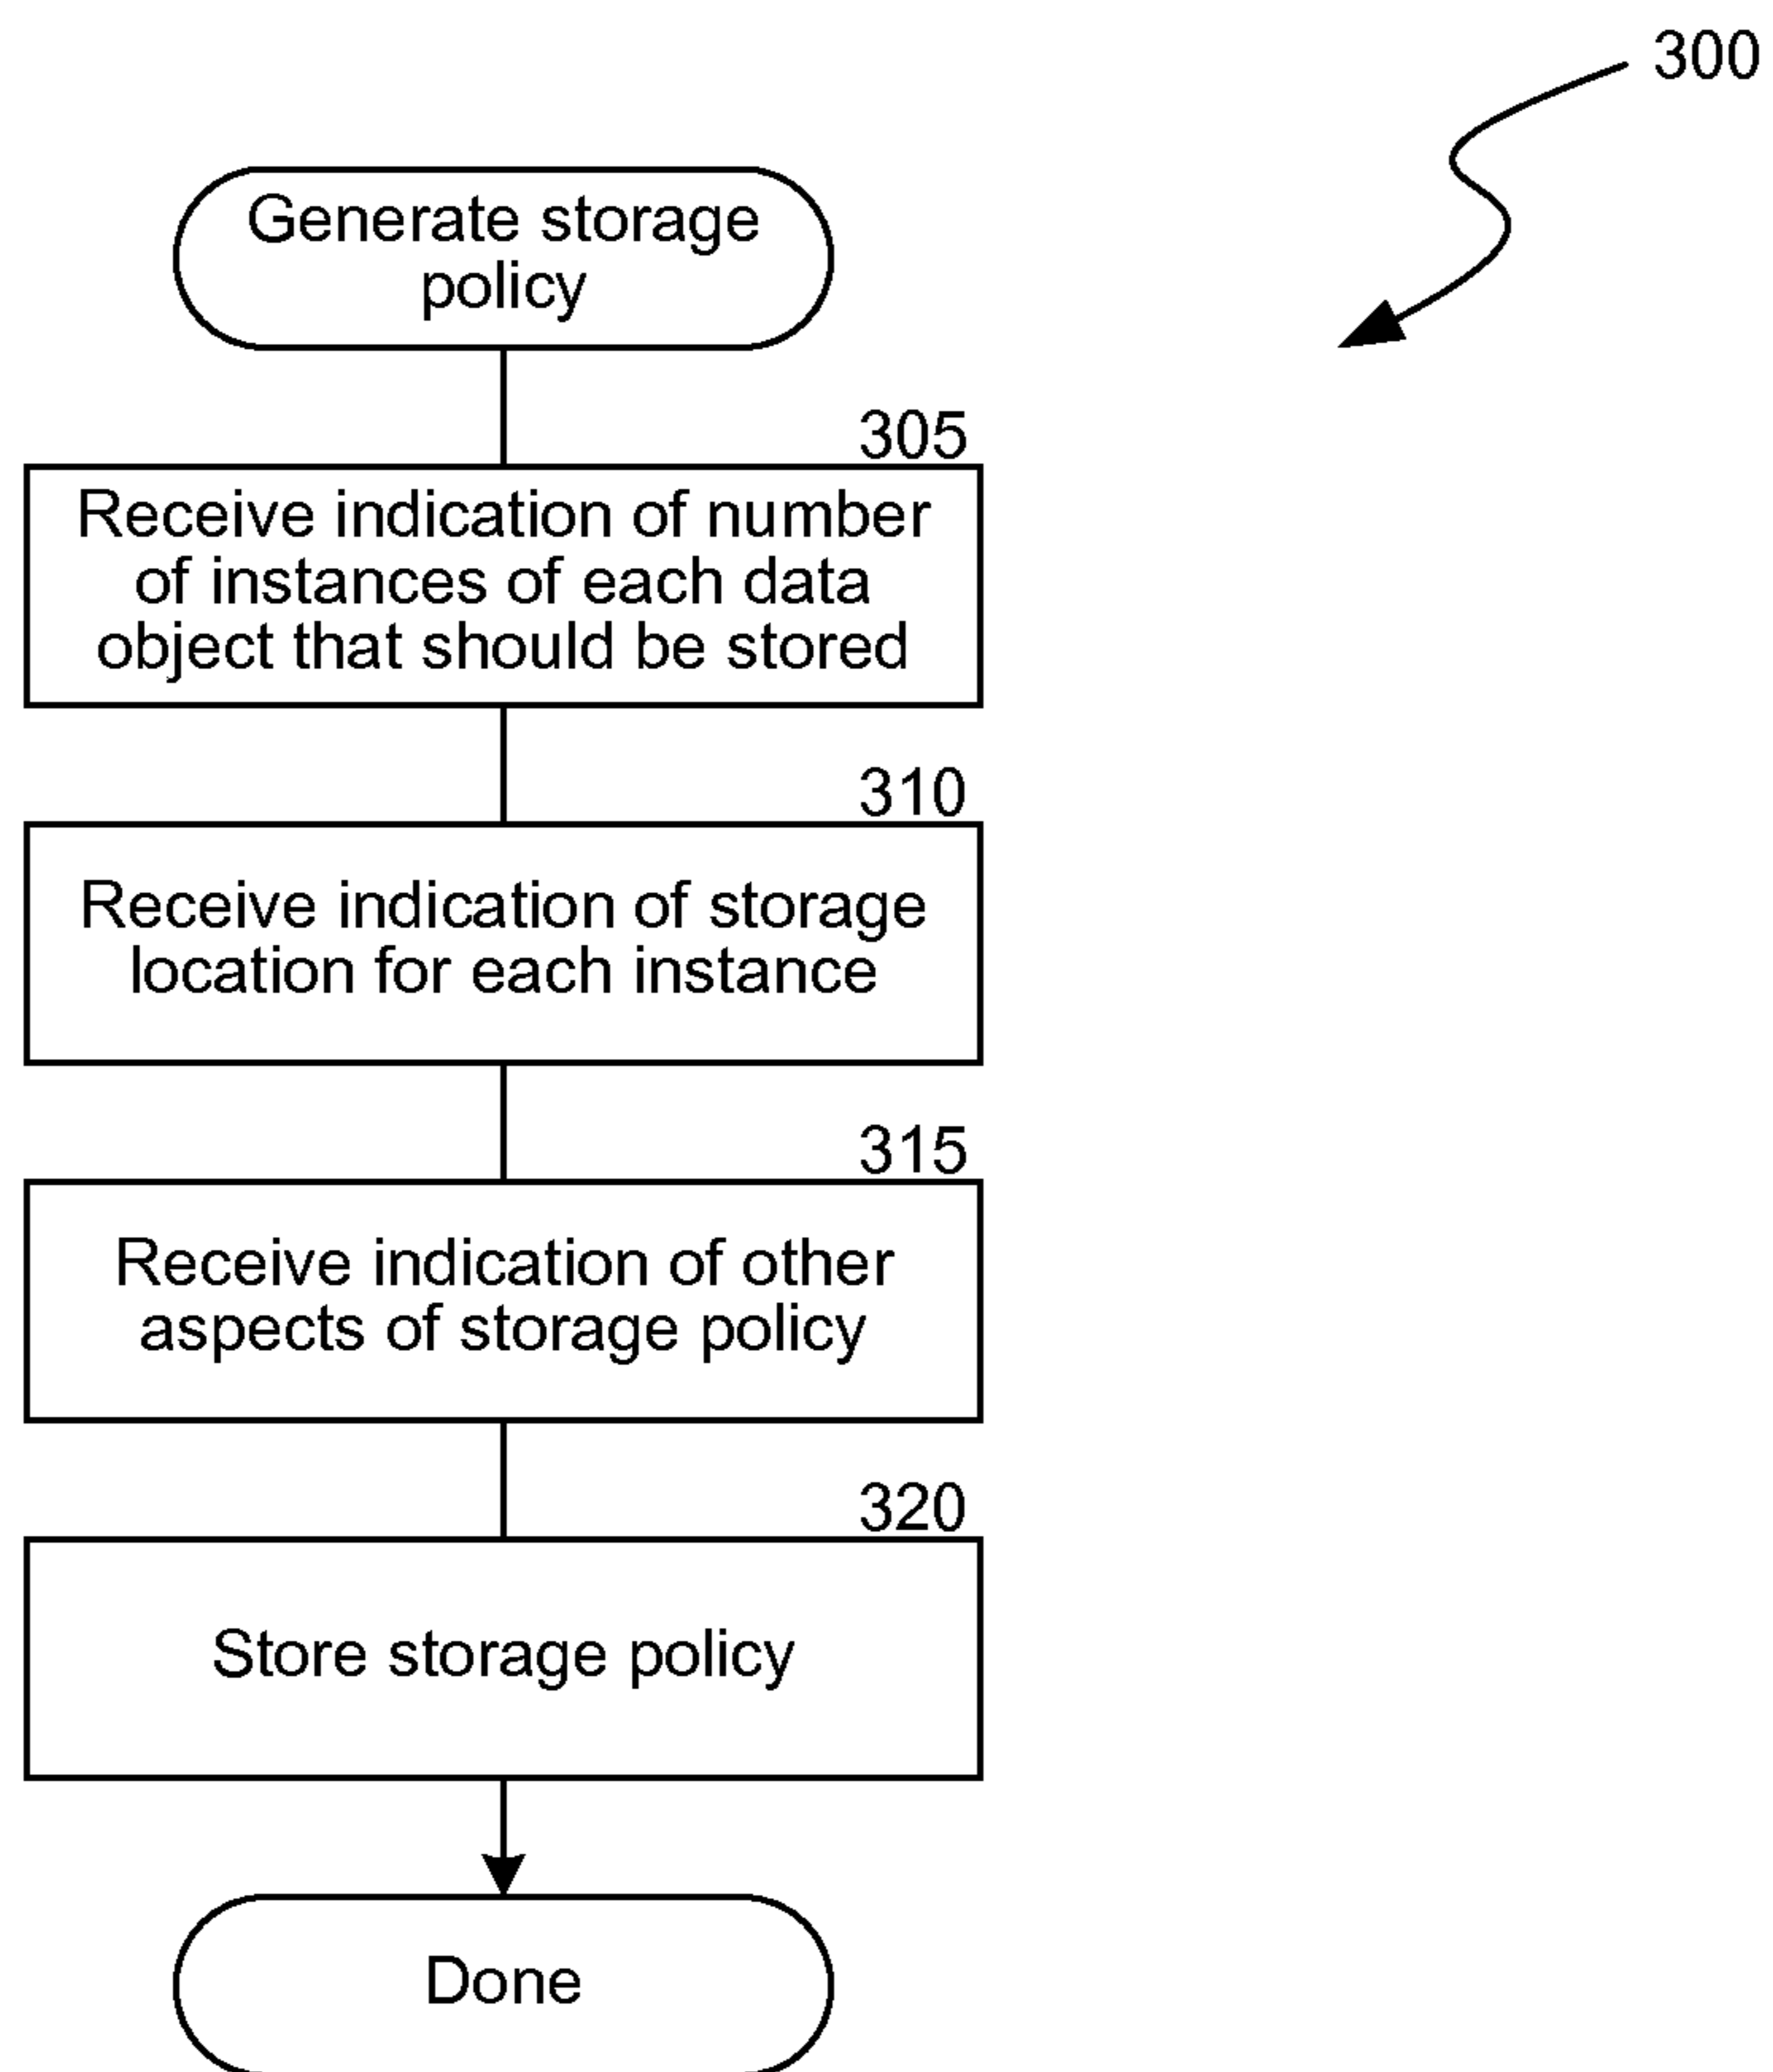 300
Generate storage
policy
305
Receive indication of number
of instances of each data
object that should be stored
310
Receive indication of storage
location for each instance
315
Receive indication of other
aspects of storage policy
320
Store storage policy
Done